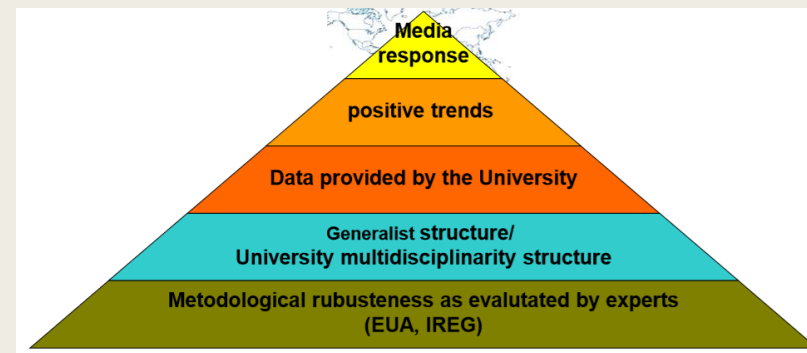 Media
response
positive trends
Data provided by the University
Generalist structure/
University multidisciplinarity structure
Metodological rubusteness as evalutated by experts
(EUA, IREG)